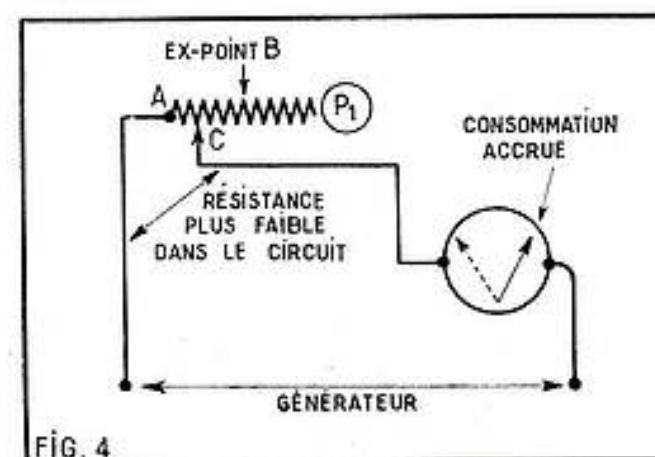 EX-POINT B
A
P1
C
CONSOMMATION
ACCRUE
RÉSISTANCE
PLUS FAIBLE
DANS LE CIRCUIT
GÉNÉRATEUR
FIG. 4